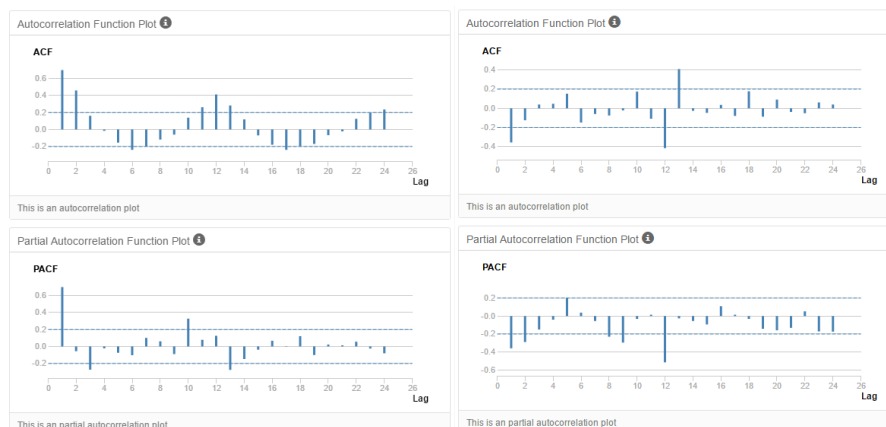 Autocorrelation Function Plot
ACF
0.6
0.4
0.2
0.0
-0.2
0 2 4 6 8 10 12 14 16 18 20 22 24 26
Lag
This is an autocorrelation plot
Autocorrelation Function Plot
ACF
0.4
0.2
0.0
-0.2
-0.4
0 2 4 6 8 10 12 14 16 18 20 22 24 26
Lag
This is an autocorrelation plot
Partial Autocorrelation Function Plot
PACF
0.6
0.4
0.2
0.0
-0.2
0 2 4 6 8 10 12 14 16 18 20 22 24 26
Lag
This is an partial autocorrelation plot
Partial Autocorrelation Function Plot
PACF
0.2
-0.0
-0.2
-0.4
-0.6
0 2 4 6 8 10 12 14 16 18 20 22 24 26
Lag
This is an partial autocorrelation plot